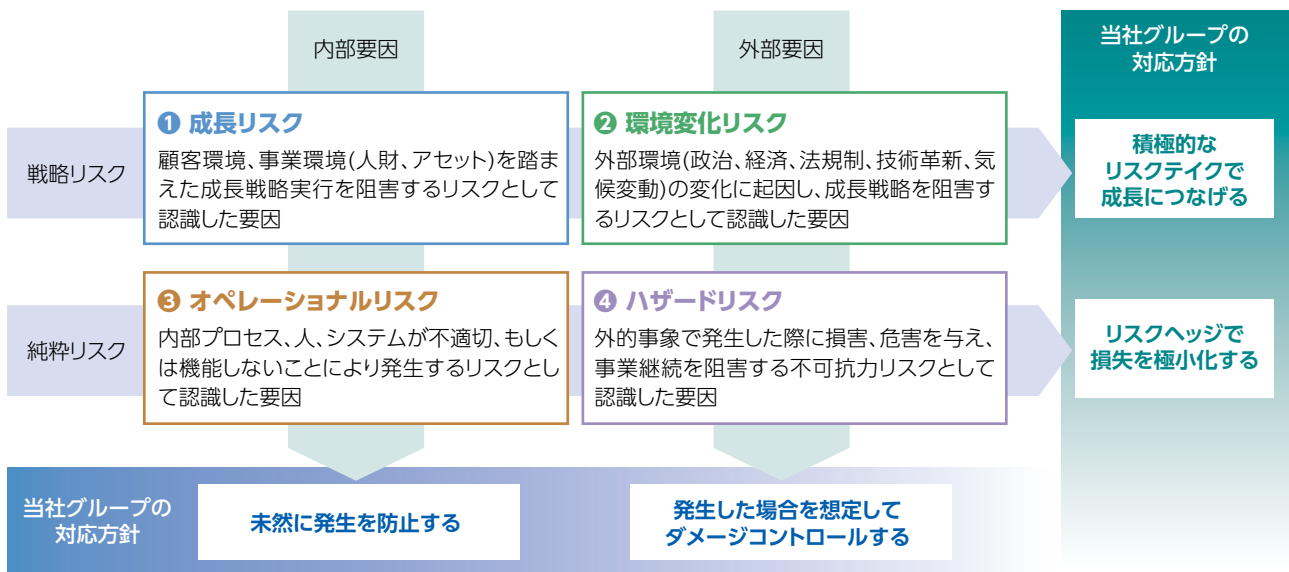 内部要因
外部要因
当社グループの
対応方針
戦略リスク
❶ 成長リスク
顧客環境、事業環境(人財、アセット)を踏ま
えた成長戦略実行を阻害するリスクとして
認識した要因
❷ 環境変化リスク
外部環境(政治、経済、法規制、技術革新、気
候変動)の変化に起因し、成長戦略を阻害す
るリスクとして認識した要因
積極的な
リスクテイクで
成長につなげる
純粋リスク
❸ オペレーショナルリスク
内部プロセス、人、システムが不適切、もしく
は機能しないことにより発生するリスクとし
て認識した要因
❹ ハザードリスク
外的事象で発生した際に損害、危害を与え、
事業継続を阻害する不可抗力リスクとして
認識した要因
リスクヘッジで
損失を極小化する
当社グループの
対応方針
未然に発生を防止する
発生した場合を想定して
ダメージコントロールする